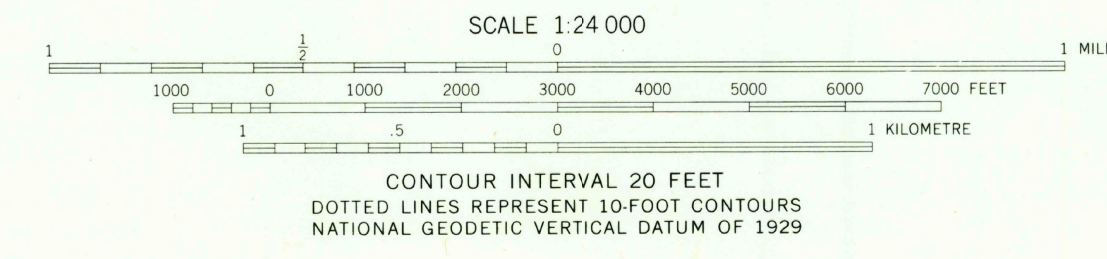 SCALE 1:24 000
1 1/2 0 1 MILE
1000 0 1000 2000 3000 4000 5000 6000 7000 FEET
1 .5 0 1 KILOMETRE
CONTOUR INTERVAL 20 FEET
DOTTED LINES REPRESENT 10-FOOT CONTOURS
NATIONAL GEODETIC VERTICAL DATUM OF 1929